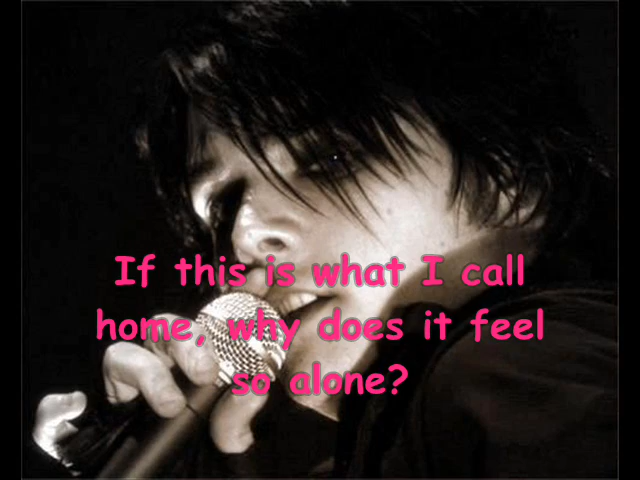 If this is what I call
home, why does it feel
so alone?